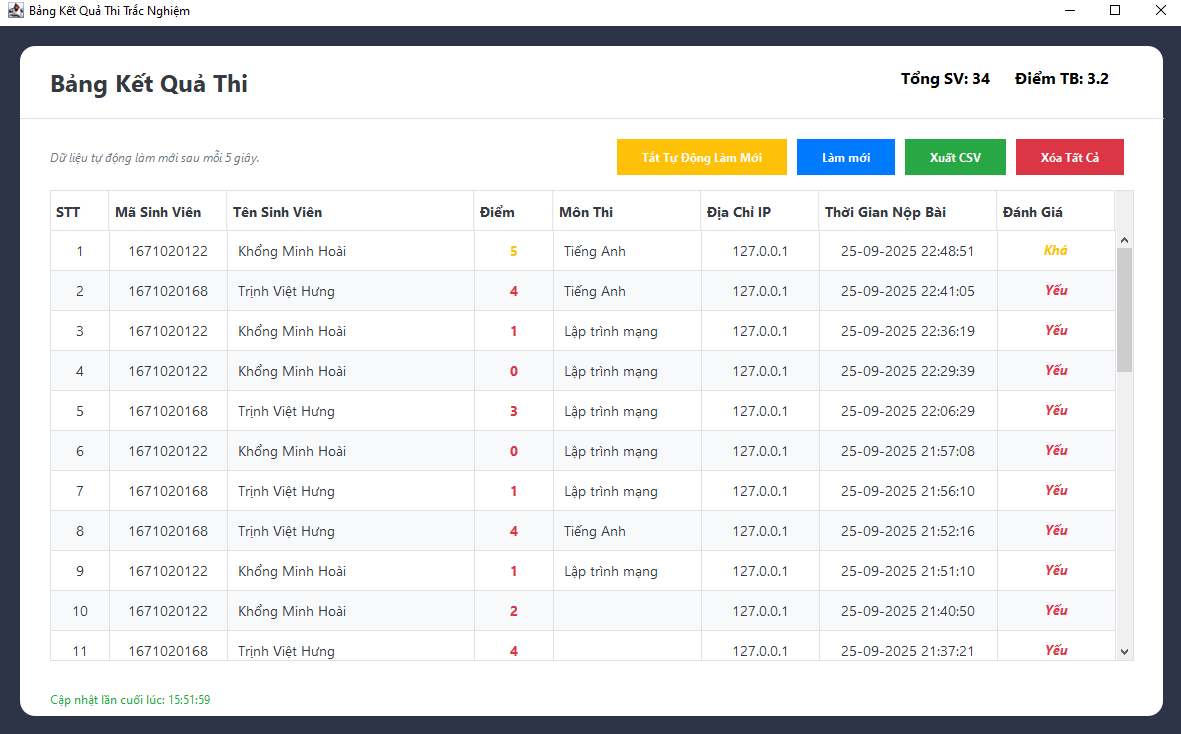 Bảng Kết Quả Thi Trắc Nghiệm
Bảng Kết Quả Thi
Tổng SV: 34 Điểm TB: 3.2
Dữ liệu tự động làm mới sau mỗi 5 giây.
Tắt Tự Động Làm Mới Làm mới Xuất CSV Xóa Tất Cả
STT Mã Sinh Viên Tên Sinh Viên Điểm Môn Thi Địa Chỉ IP Thời Gian Nộp Bài Đánh Giá
1 1671020122 Khổng Minh Hoài 5 Tiếng Anh 127.0.0.1 25-09-2025 22:48:51 Khá
2 1671020168 Trịnh Việt Hưng 4 Tiếng Anh 127.0.0.1 25-09-2025 22:41:05 Yếu
3 1671020122 Khổng Minh Hoài 1 Lập trình mạng 127.0.0.1 25-09-2025 22:36:19 Yếu
4 1671020122 Khổng Minh Hoài 0 Lập trình mạng 127.0.0.1 25-09-2025 22:29:39 Yếu
5 1671020168 Trịnh Việt Hưng 3 Lập trình mạng 127.0.0.1 25-09-2025 22:06:29 Yếu
6 1671020122 Khổng Minh Hoài 0 Lập trình mạng 127.0.0.1 25-09-2025 21:57:08 Yếu
7 1671020168 Trịnh Việt Hưng 1 Lập trình mạng 127.0.0.1 25-09-2025 21:56:10 Yếu
8 1671020168 Trịnh Việt Hưng 4 Tiếng Anh 127.0.0.1 25-09-2025 21:52:16 Yếu
9 1671020122 Khổng Minh Hoài 1 Lập trình mạng 127.0.0.1 25-09-2025 21:51:10 Yếu
10 1671020122 Khổng Minh Hoài 2 127.0.0.1 25-09-2025 21:40:50 Yếu
11 1671020168 Trịnh Việt Hưng 4 127.0.0.1 25-09-2025 21:37:21 Yếu
Cập nhật lần cuối lúc: 15:51:59